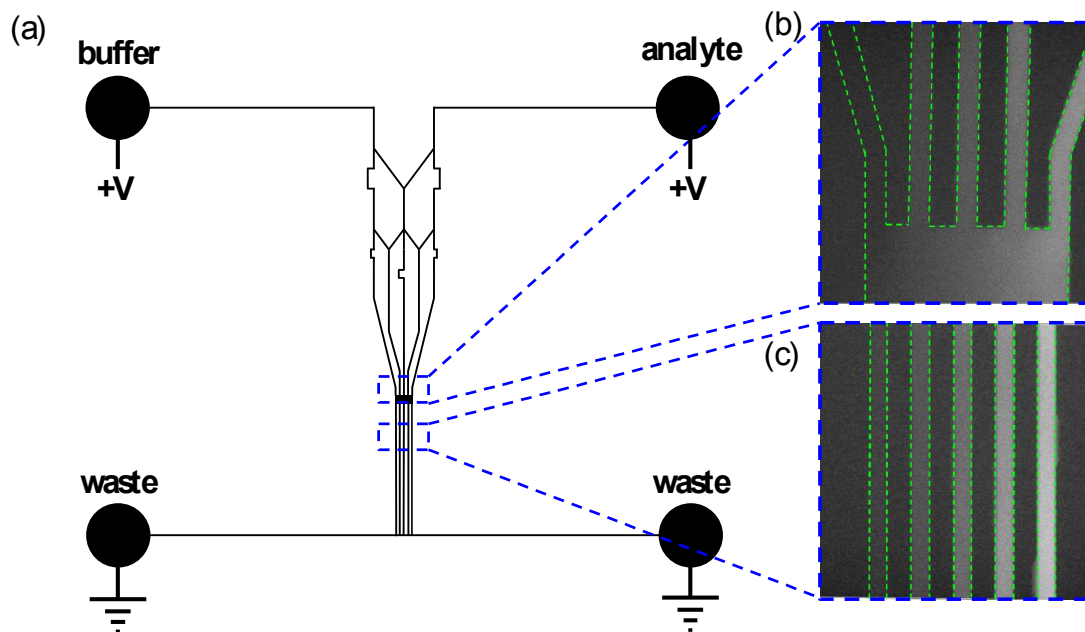 (a)
buffer
+V
analyte
+V
waste
waste
(b)
(c)